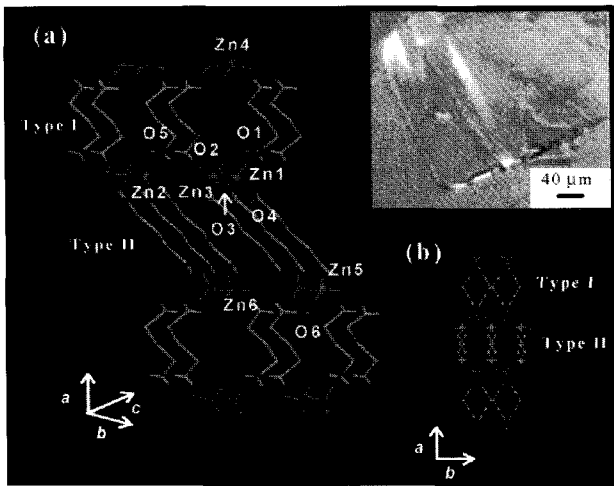 (a)
Zn4
Type I
O5
O2
O1
Zn1
Zn2
Zn3
O3
O4
Type II
Zn5
Zn6
O6
a
c
b
40 µm
(b)
Type I
Type II
a
b